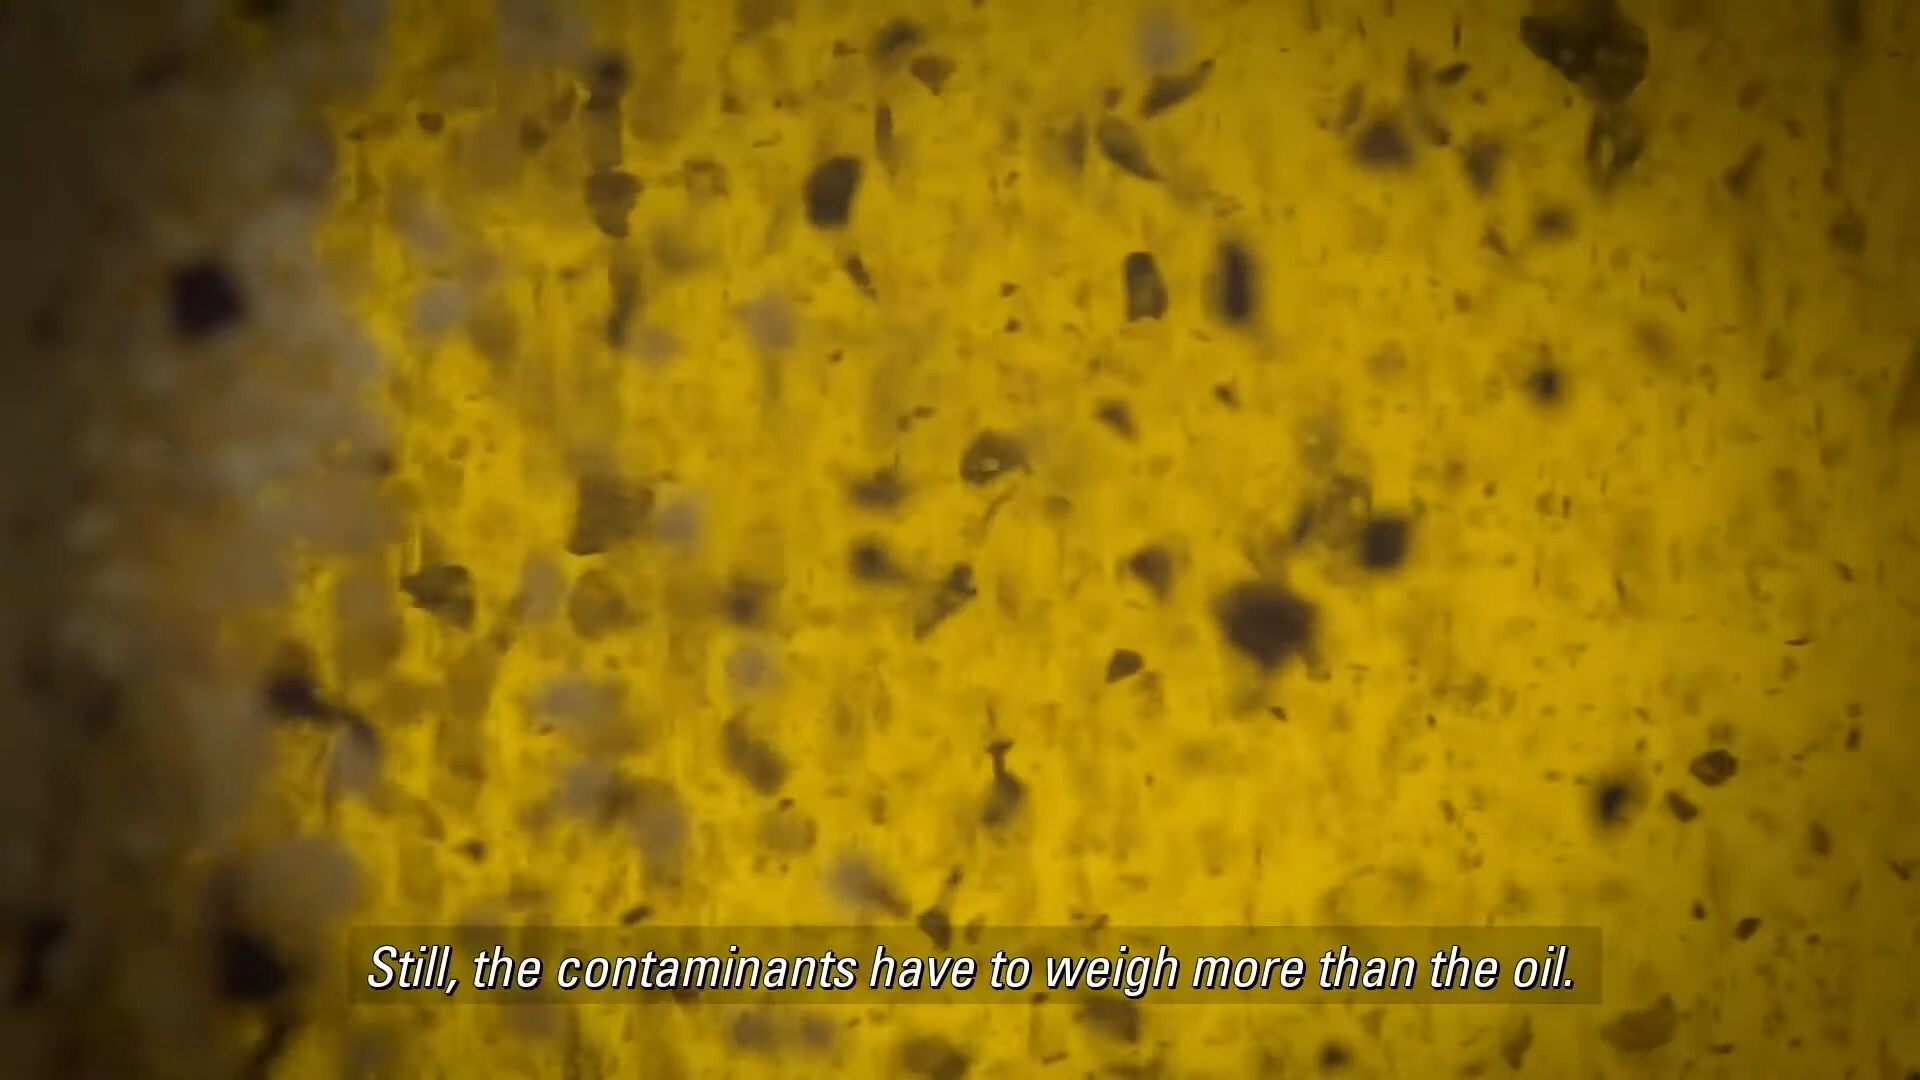 Still, the contaminants have to weigh more than the oil.